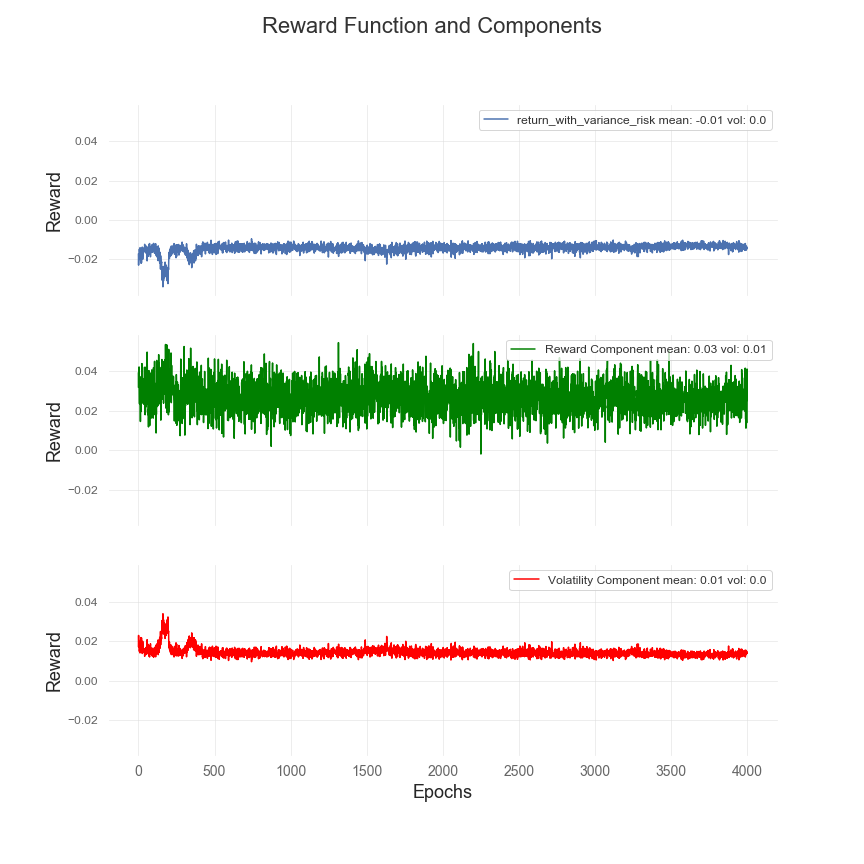 Reward Function and Components
return_with_variance_risk mean: -0.01 vol: 0.0
0.04
0.02
0.00
−0.02
Reward
Reward Component mean: 0.03 vol: 0.01
0.04
0.02
0.00
−0.02
Reward
Volatility Component mean: 0.01 vol: 0.0
0.04
0.02
0.00
−0.02
Reward
0 500 1000 1500 2000 2500 3000 3500 4000
Epochs